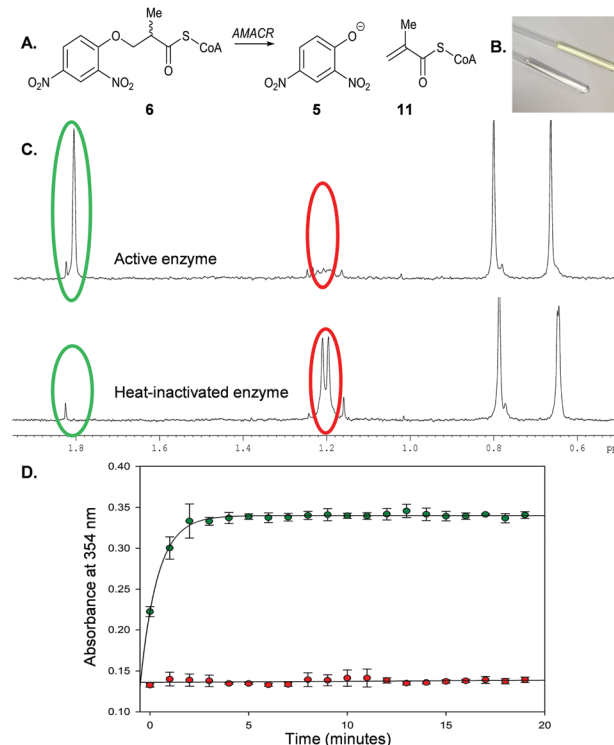 A.
Me
O
S
CoA
O
O₂N
NO₂
6
AMACR
O⊖
O₂N
NO₂
5
Me
S
CoA
O
11
B.
C.
Active enzyme
Heat-inactivated enzyme
1.8 1.6 1.4 1.2 1.0 0.8 0.6 pp
D.
0.40
0.35
0.30
0.25
0.20
0.15
0.10
Absorbance at 354 nm
0 5 10 15 20
Time (minutes)